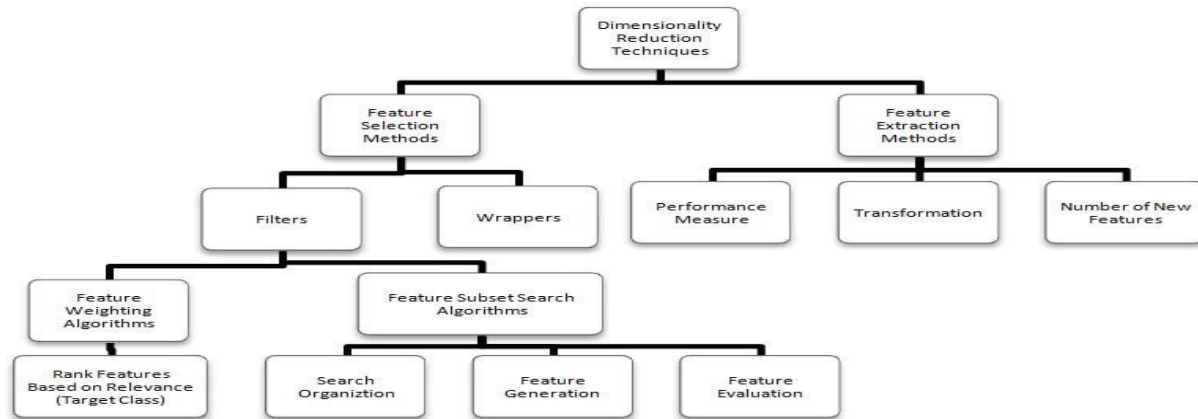 Dimensionality
Reduction
Techniques
Feature
Selection
Methods
Feature
Extraction
Methods
Filters
Wrappers
Performance
Measure
Transformation
Number of New
Features
Feature
Weighting
Algorithms
Feature Subset Search
Algorithms
Rank Features
Based on Relevance
(Target Class)
Search
Organiztion
Feature
Generation
Feature
Evaluation